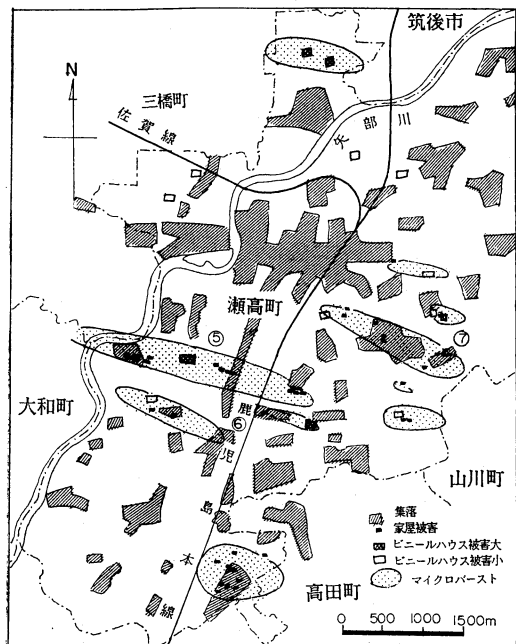 筑後市
N
三橋町
佐賀線
矢部川
瀬高町
⑤
⑦
大和町
⑥
鹿児島本線
山川町
集落
家屋被害
ビニールハウス被害大
ビニールハウス被害小
マイクロバースト
高田町
0 500 1000 1500m